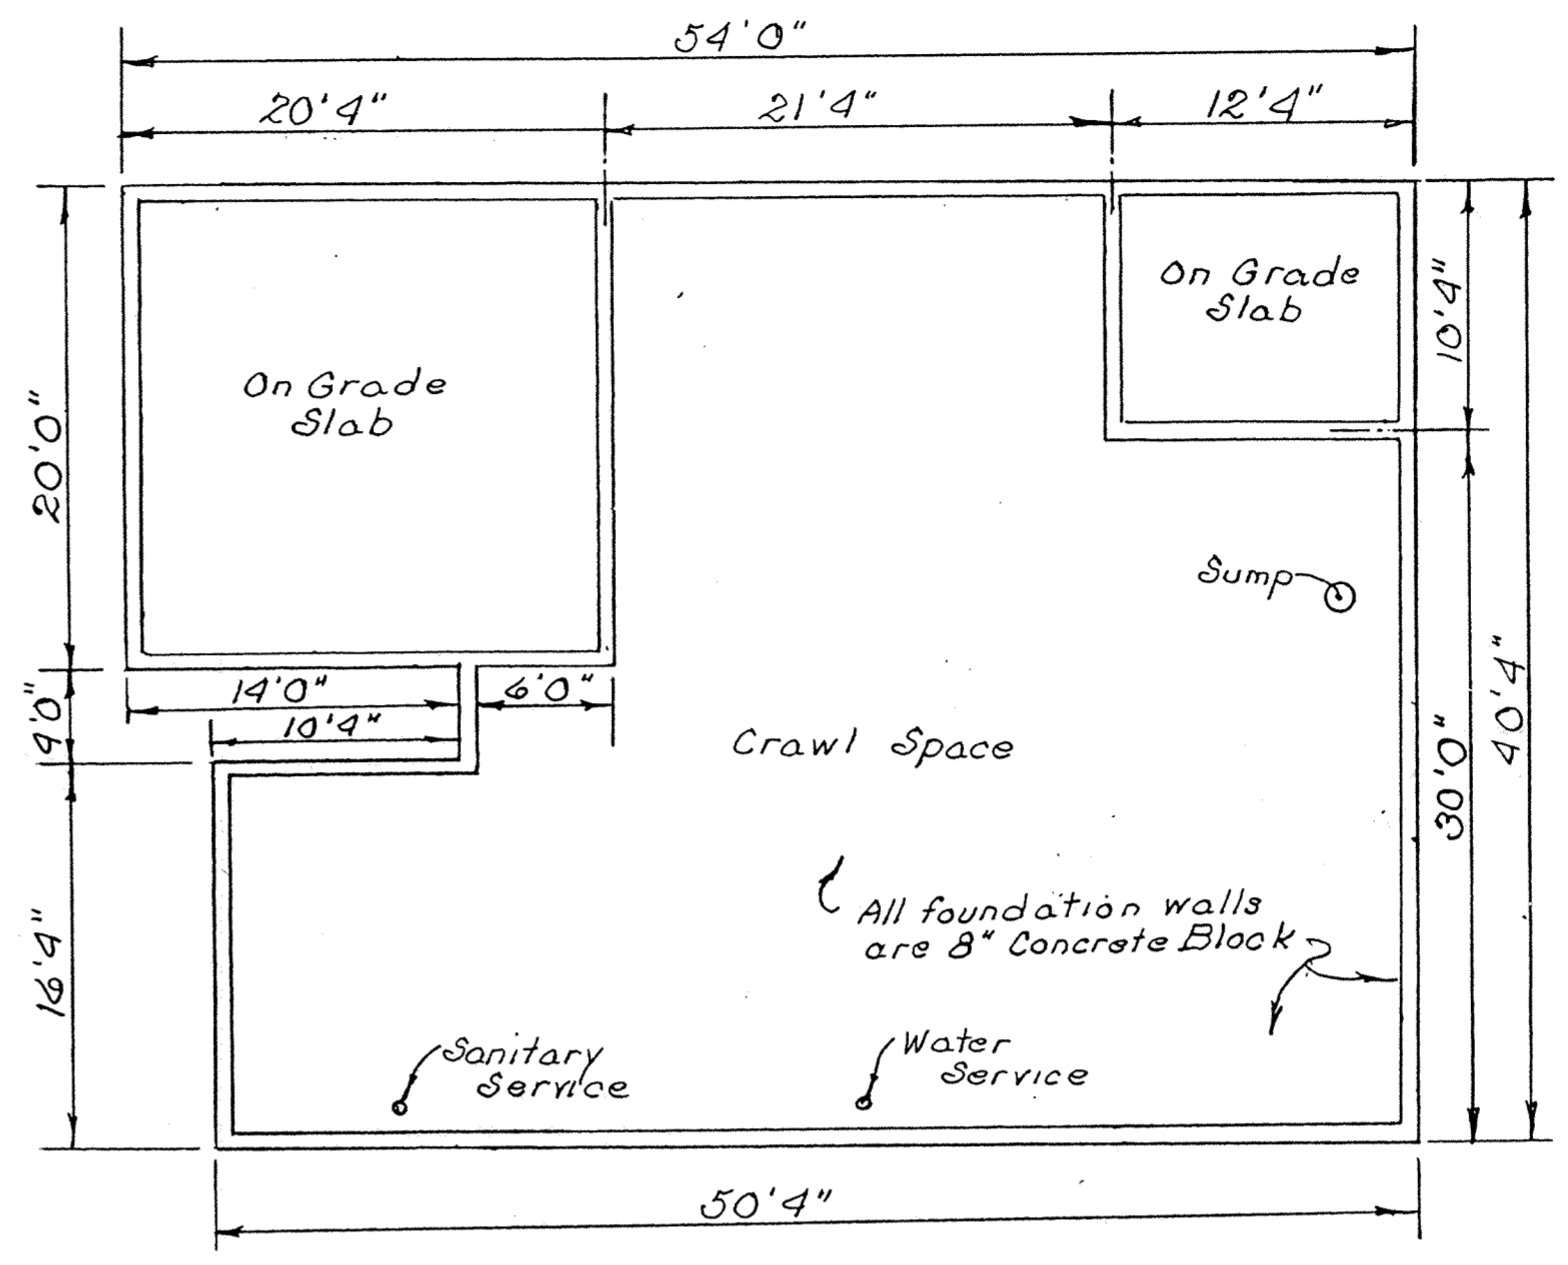 54'0"
20'4"
21'4"
12'4"
On Grade
Slab
10'4"
On Grade
Slab
20'0"
Sump
40'4"
14'0"
6'0"
4'0"
10'4"
Crawl Space
30'0"
All foundation walls
are 8" Concrete Block
16'4"
Sanitary
Service
Water
Service
50'4"